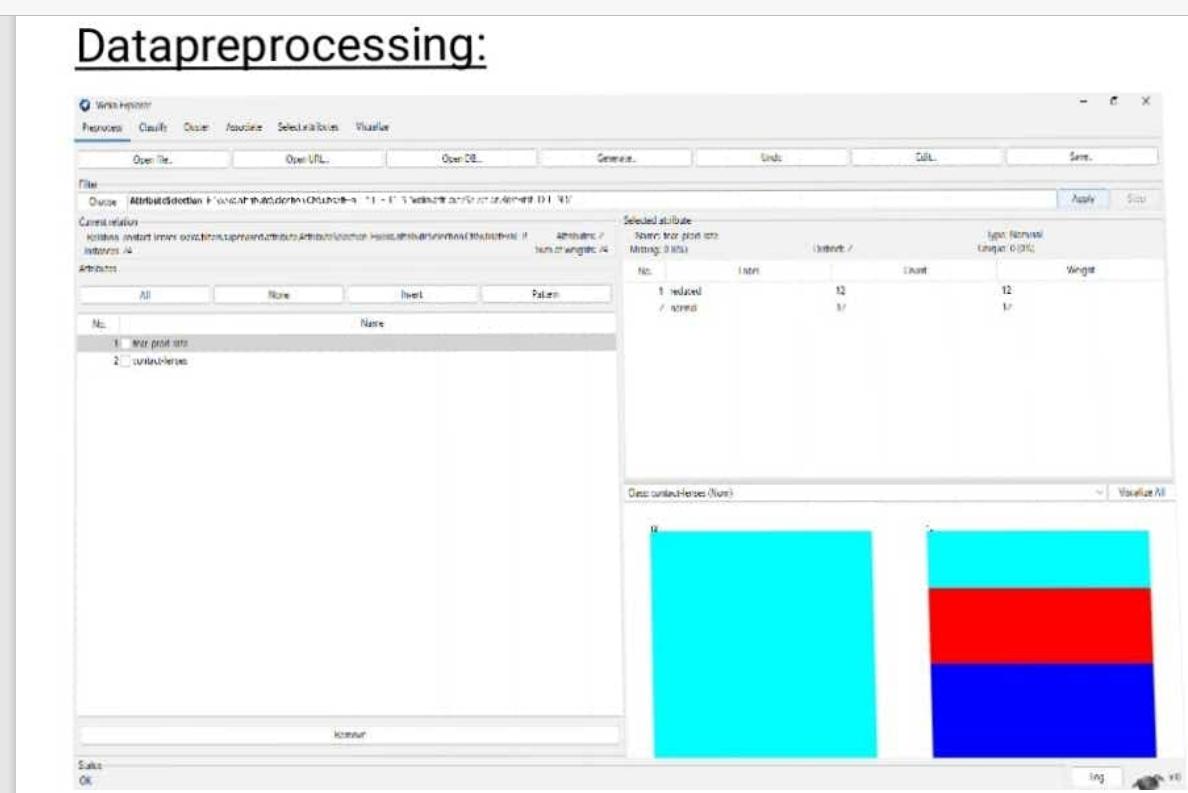 Datapreprocessing:
Weka Explorer
Preprocess Classify Cluster Associate Select attributes Visualize
Open file... Open URL... Open DB... Generate... Undo Edit... Save...
Filter
Choose AttributeSelection Apply Stop
Current relation
Attributes: 2
Instances: 24 Sum of weights: 24
Attributes
All None Invert Pattern
No. Name
1 tear-prod-rate
2 contact-lenses
Remove
Selected attribute
Name: tear-prod-rate Type: Nominal
Missing: 0 (0%) Distinct: 2 Unique: 0 (0%)
No. Label Count Weight
1 reduced 12 12
2 normal 12 12
Class: contact-lenses (Nom) Visualize All
12
Status
OK
Log x 0